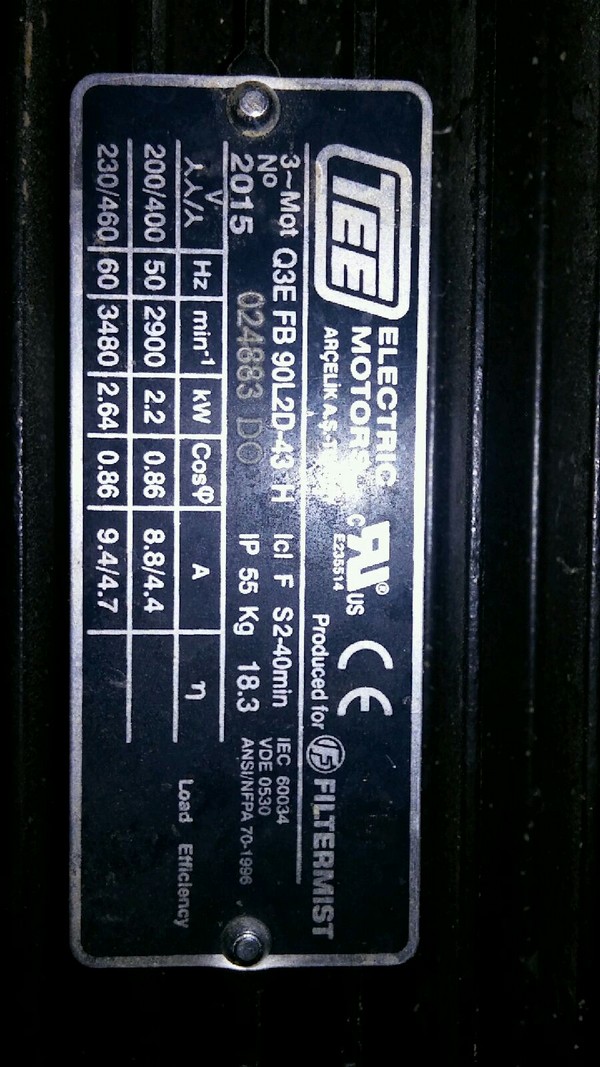 TEE ELECTRIC
MOTORS
ARÇELİK A.Ş.
C UL® US
E235514
CE
Produced for F FILTERMIST
3~Mot Q3E FB 90L2D-43 H Icl F S2-40min
No 2015 024883 DO IP 55 Kg 18.3
IEC 60034
VDE 0530
ANSI/NFPA 70-1996
V Hz min-1 kW Cosφ A η
200/400 50 2900 2.2 0.86 8.8/4.4
230/460 60 3480 2.64 0.86 9.4/4.7
Load Efficiency